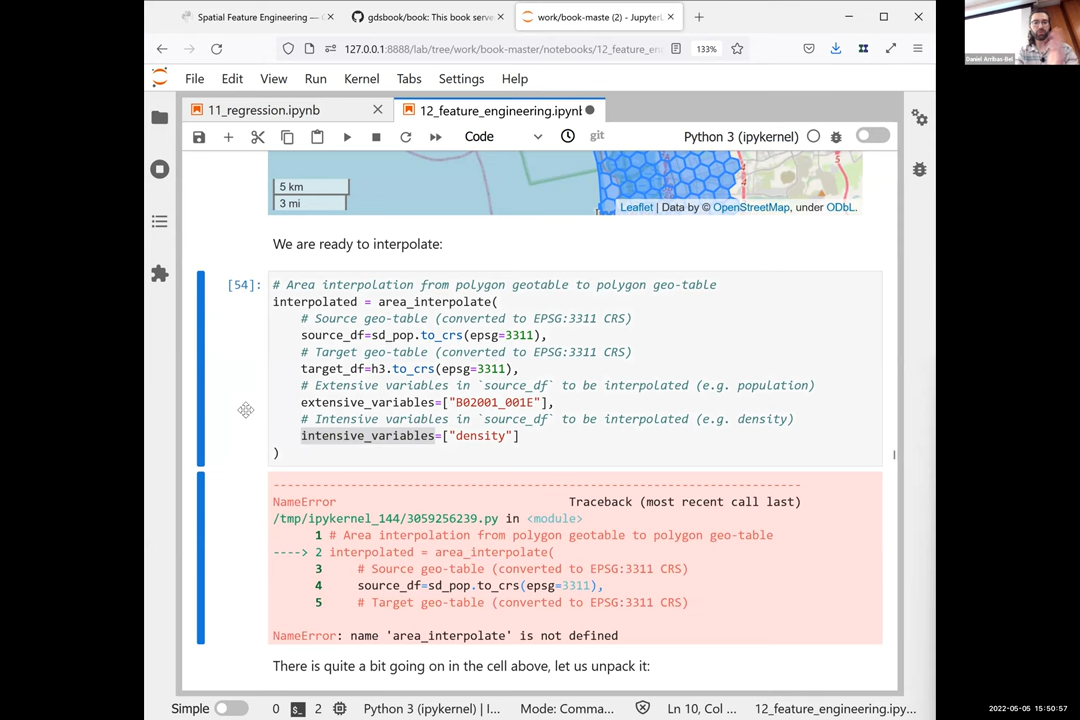 Spatial Feature Engineering —
gdsbook/book: This book serve
work/book-maste (2) - Jupyter
127.0.0.1:8888/lab/tree/work/book-master/notebooks/12_feature_en
133%
Daniel Arribas-Bel
File Edit View Run Kernel Tabs Settings Help
11_regression.ipynb
12_feature_engineering.ipynb
Code
git
Python 3 (ipykernel)
5 km
3 mi
Leaflet | Data by © OpenStreetMap, under ODbL.
We are ready to interpolate:
[54]:
# Area interpolation from polygon geotable to polygon geo-table
interpolated = area_interpolate(
# Source geo-table (converted to EPSG:3311 CRS)
source_df=sd_pop.to_crs(epsg=3311),
# Target geo-table (converted to EPSG:3311 CRS)
target_df=h3.to_crs(epsg=3311),
# Extensive variables in `source_df` to be interpolated (e.g. population)
extensive_variables=["B02001_001E"],
# Intensive variables in `source_df` to be interpolated (e.g. density)
intensive_variables=["density"]
)
---------------------------------------------------------------------------
NameError Traceback (most recent call last)
/tmp/ipykernel_144/3059256239.py in <module>
1 # Area interpolation from polygon geotable to polygon geo-table
----> 2 interpolated = area_interpolate(
3 # Source geo-table (converted to EPSG:3311 CRS)
4 source_df=sd_pop.to_crs(epsg=3311),
5 # Target geo-table (converted to EPSG:3311 CRS)
NameError: name 'area_interpolate' is not defined
There is quite a bit going on in the cell above, let us unpack it:
Simple 0 2 Python 3 (ipykernel) | I... Mode: Comma... Ln 10, Col ... 12_feature_engineering.ipy...
2022-05-05 15:50:57